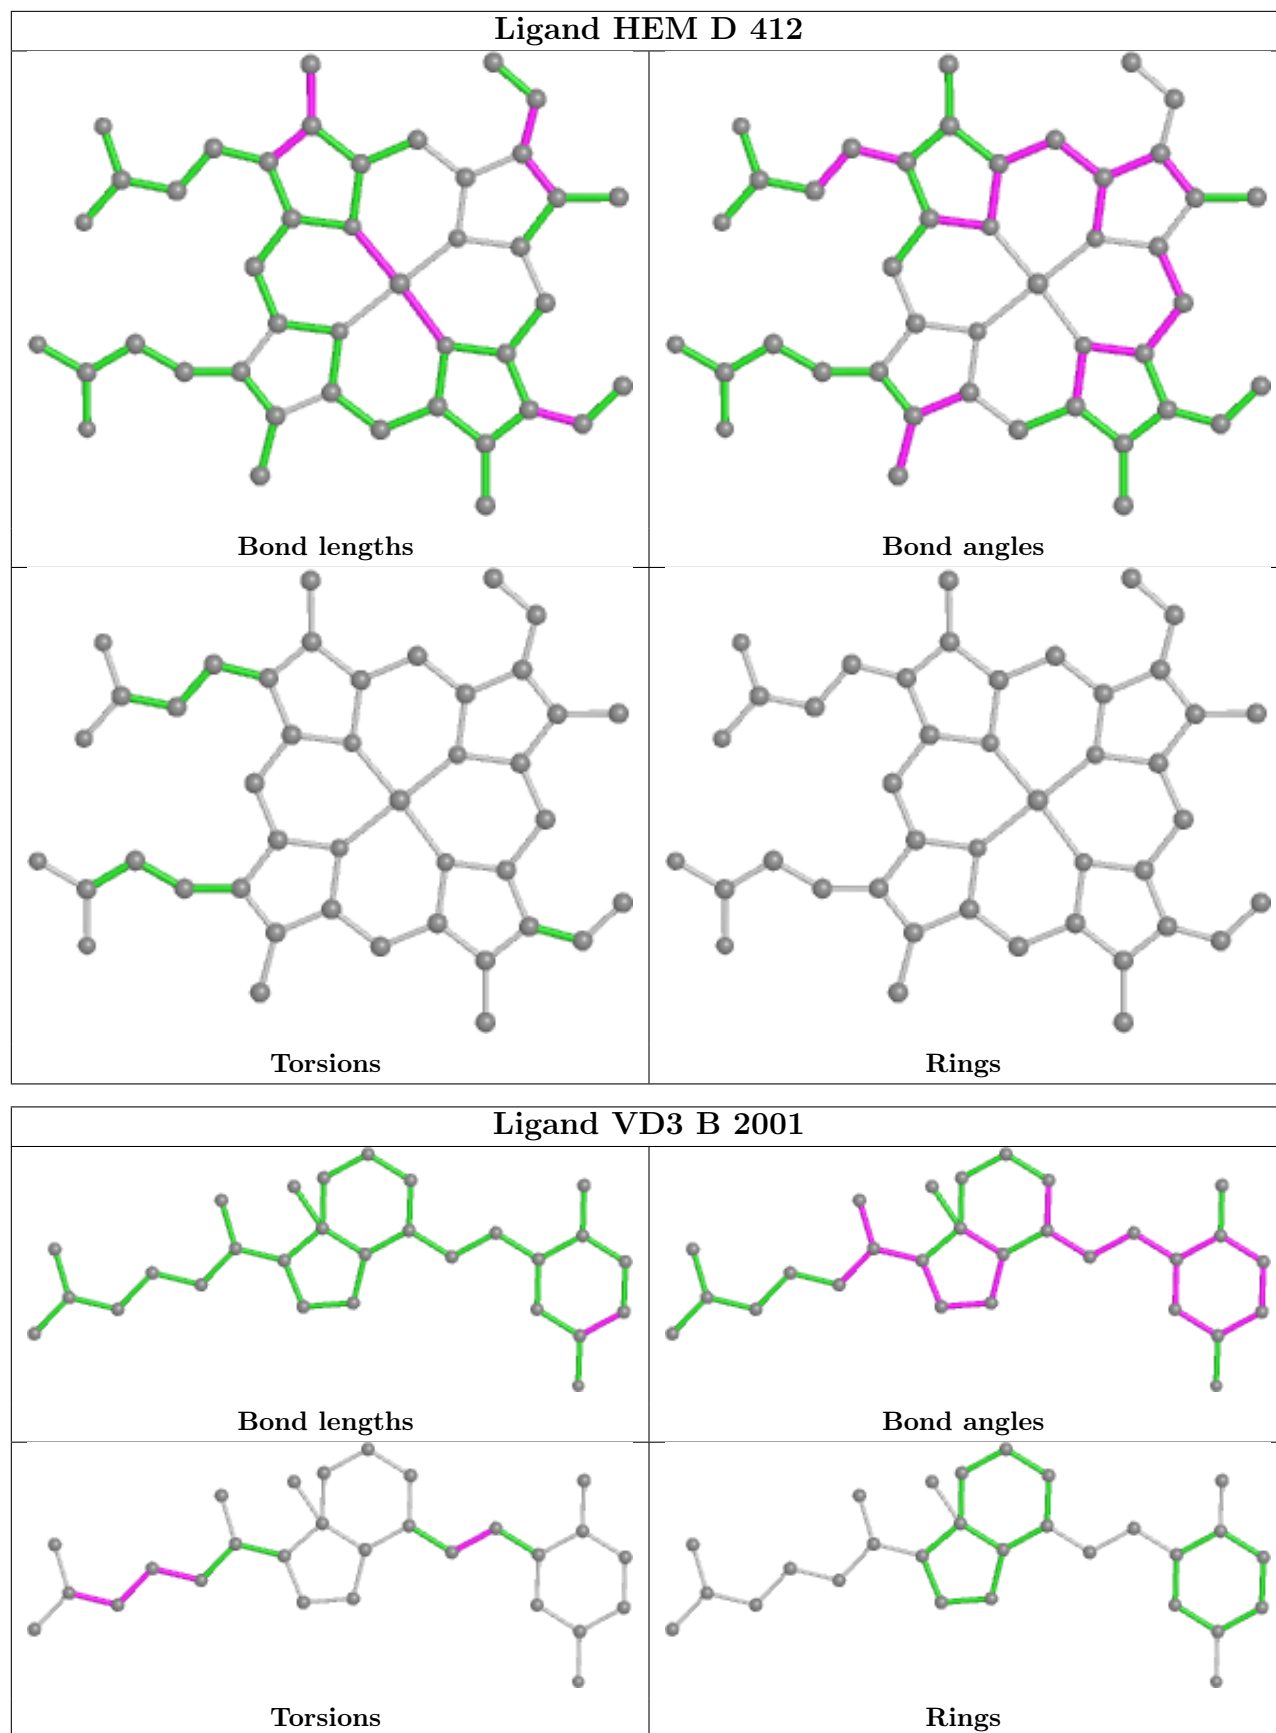 Ligand HEM D 412
Bond lengths
Bond angles
Torsions
Rings
Ligand VD3 B 2001
Bond lengths
Bond angles
Torsions
Rings